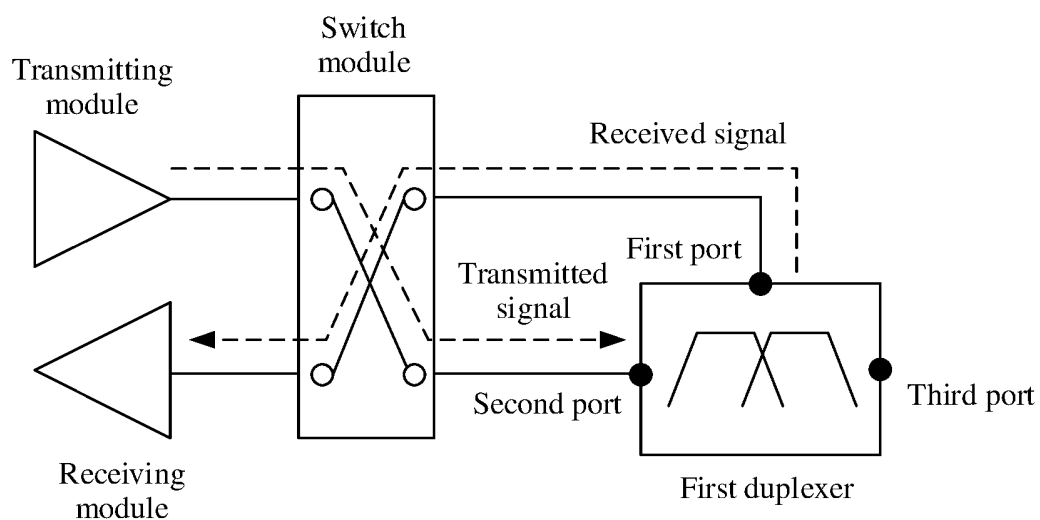 Switch
module
Transmitting
module
Received signal
First port
Transmitted
signal
Second port
Third port
Receiving
module
First duplexer